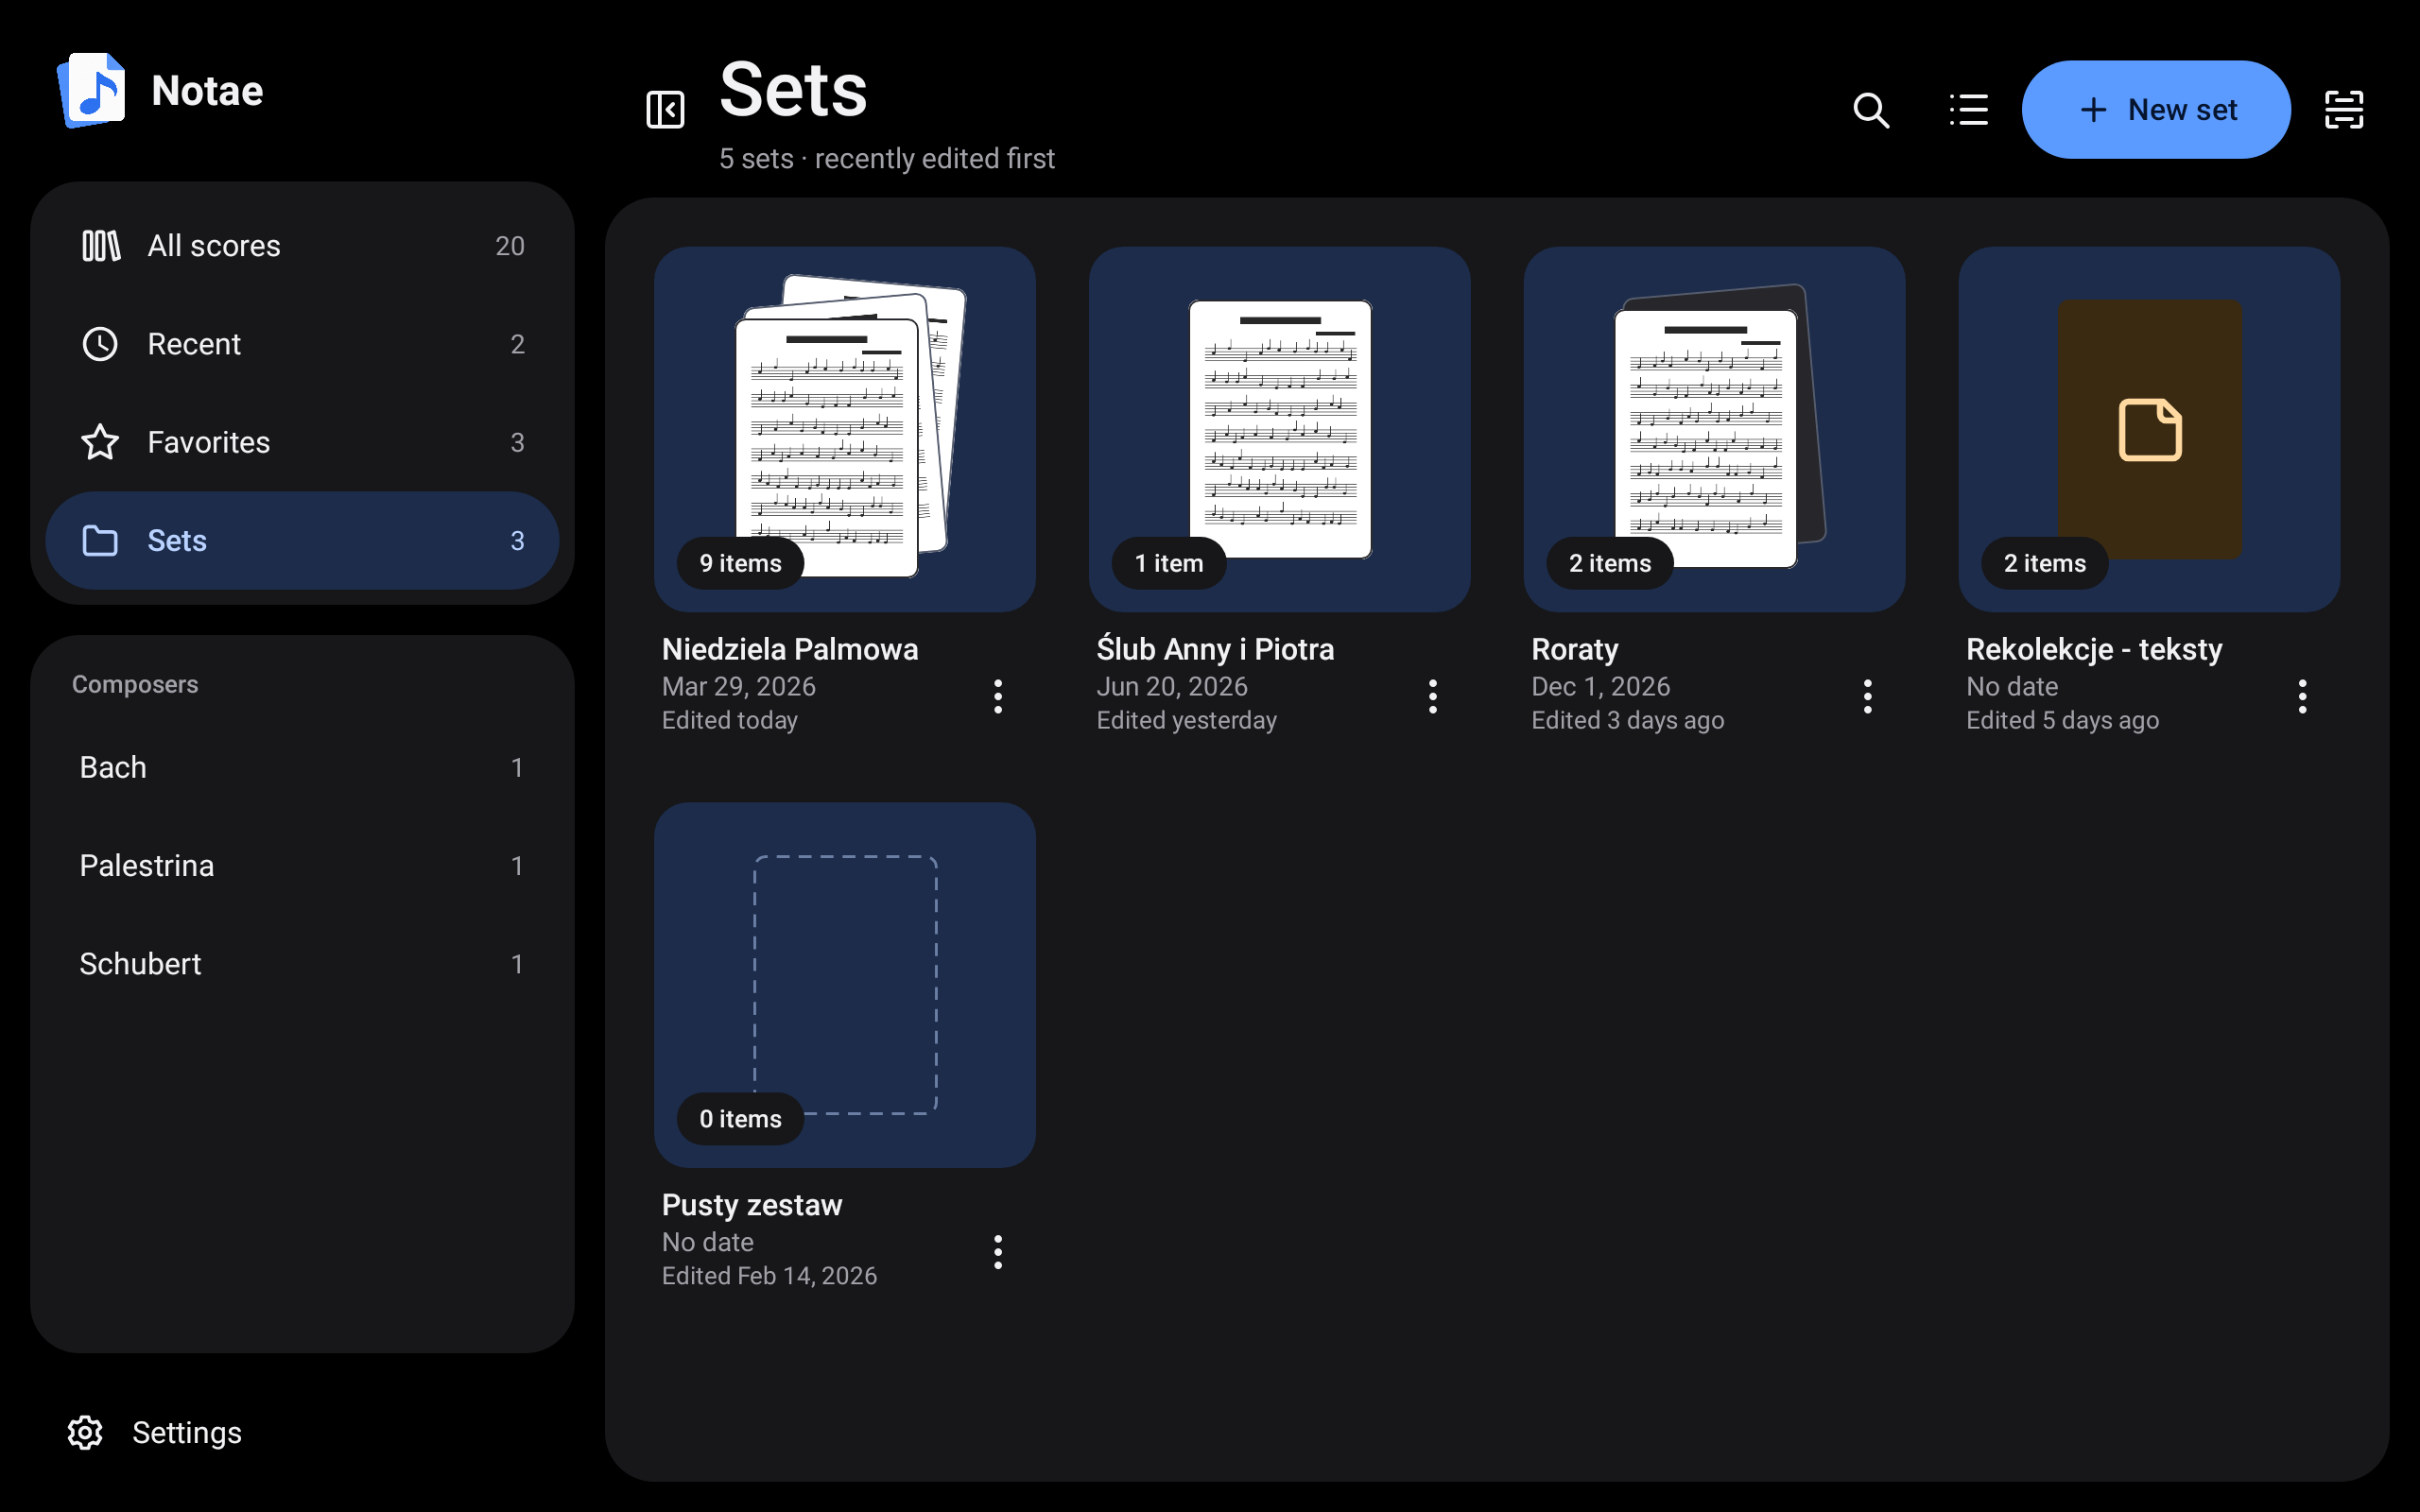 Notae
All scores 20
Recent 2
Favorites 3
Sets 3
Composers
Bach 1
Palestrina 1
Schubert 1
Settings
Sets
5 sets · recently edited first
New set
9 items
Niedziela Palmowa
Mar 29, 2026
Edited today
1 item
Ślub Anny i Piotra
Jun 20, 2026
Edited yesterday
2 items
Roraty
Dec 1, 2026
Edited 3 days ago
2 items
Rekolekcje - teksty
No date
Edited 5 days ago
0 items
Pusty zestaw
No date
Edited Feb 14, 2026